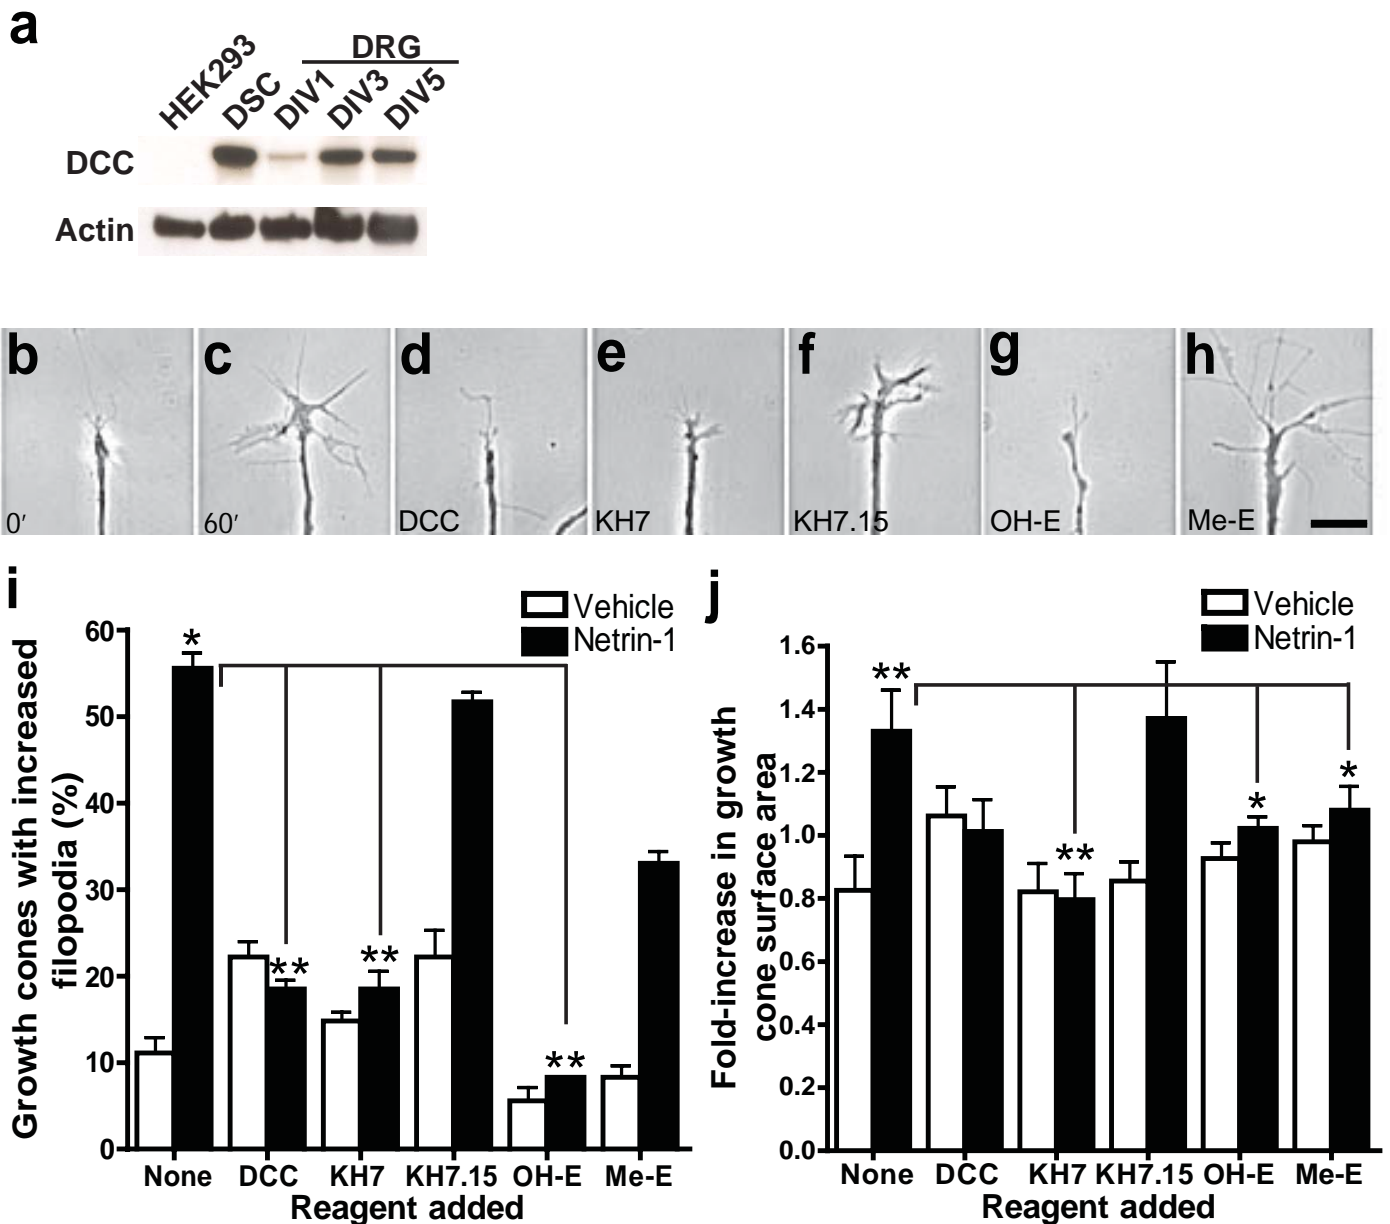 a
DRG
HEK293 DSC DIV1 DIV3 DIV5
DCC
Actin
b c d e f g h
0′ 60′ DCC KH7 KH7.15 OH-E Me-E
i
Vehicle
Netrin-1
Growth cones with increased
filopodia (%)
60
50
40
30
20
10
0
*
** ** **
None DCC KH7 KH7.15 OH-E Me-E
Reagent added
j
Vehicle
Netrin-1
Fold-increase in growth
cone surface area
1.6
1.4
1.2
1.0
0.8
0.6
0.4
0.2
0.0
** ** * *
None DCC KH7 KH7.15 OH-E Me-E
Reagent added